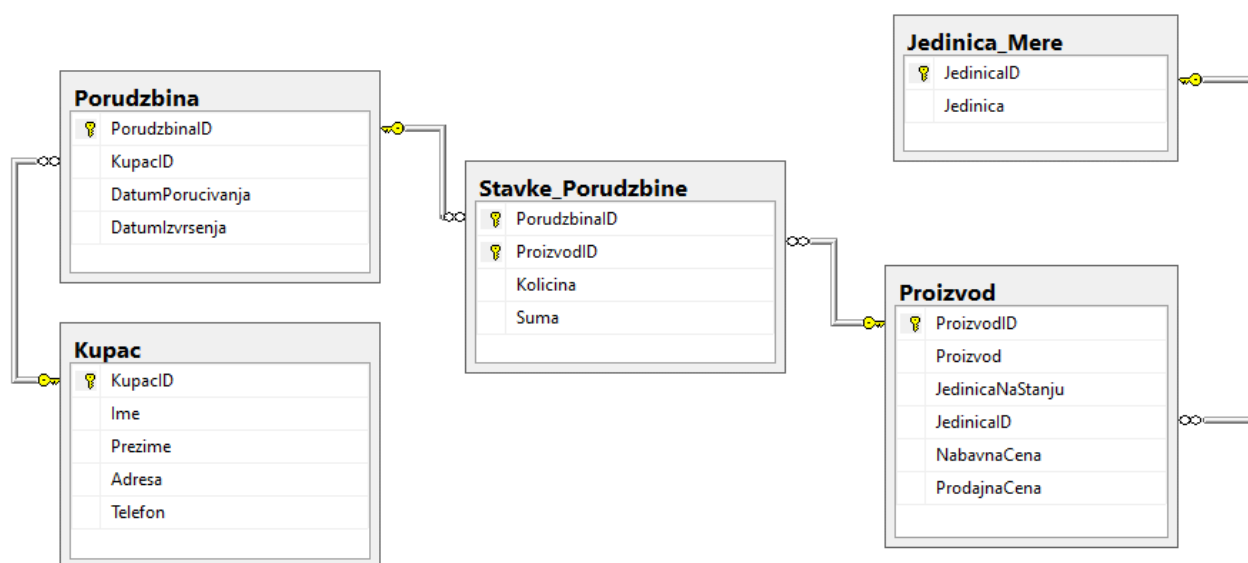 Porudzbina
PorudzbinaID
KupacID
DatumPorucivanja
DatumIzvrsenja
Kupac
KupacID
Ime
Prezime
Adresa
Telefon
Stavke_Porudzbine
PorudzbinaID
ProizvodID
Kolicina
Suma
Jedinica_Mere
JedinicaID
Jedinica
Proizvod
ProizvodID
Proizvod
JedinicaNaStanju
JedinicaID
NabavnaCena
ProdajnaCena